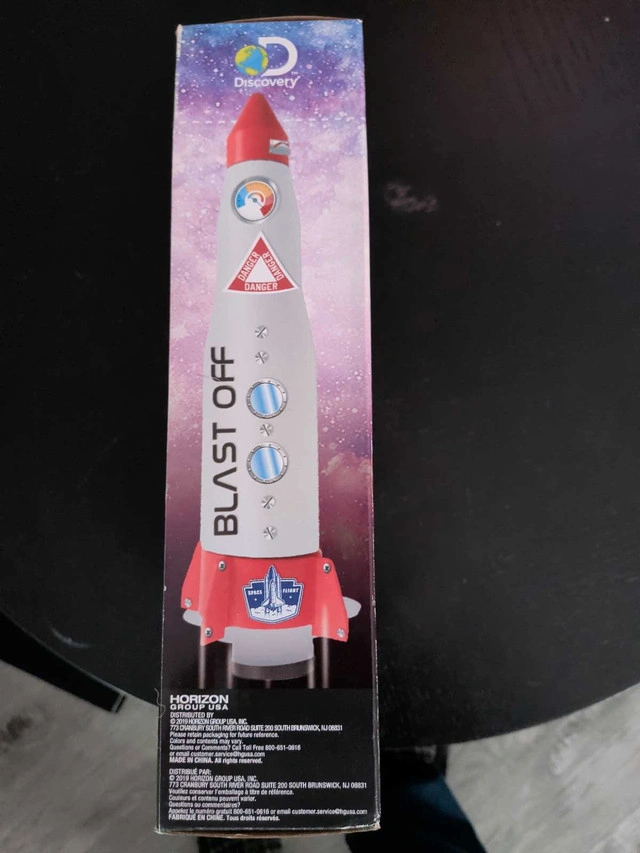 Discovery
DANGER
DANGER
DANGER
BLAST OFF
SPACE FLIGHT
HORIZON
GROUP USA
DISTRIBUTED BY
© 2019 HORIZON GROUP USA, INC.
773 CRANBURY SOUTH RIVER ROAD SUITE 200 SOUTH BRUNSWICK, NJ 08831
Please retain packaging for future reference.
Colors and contents may vary.
Questions or Comments? Call Toll Free 800-651-0616
or email customer.service@hgusa.com
MADE IN CHINA. All rights reserved.
DISTRIBUÉ PAR:
© 2019 HORIZON GROUP USA, INC.
773 CRANBURY SOUTH RIVER ROAD SUITE 200 SOUTH BRUNSWICK, NJ 08831
Veuillez conserver l'emballage à titre de référence.
Couleurs et contenu peuvent varier.
Questions ou commentaires?
Appelez le numéro gratuit 800-651-0616 or email customer.service@hgusa.com
FABRIQUÉ EN CHINE. Tous droits réservés.